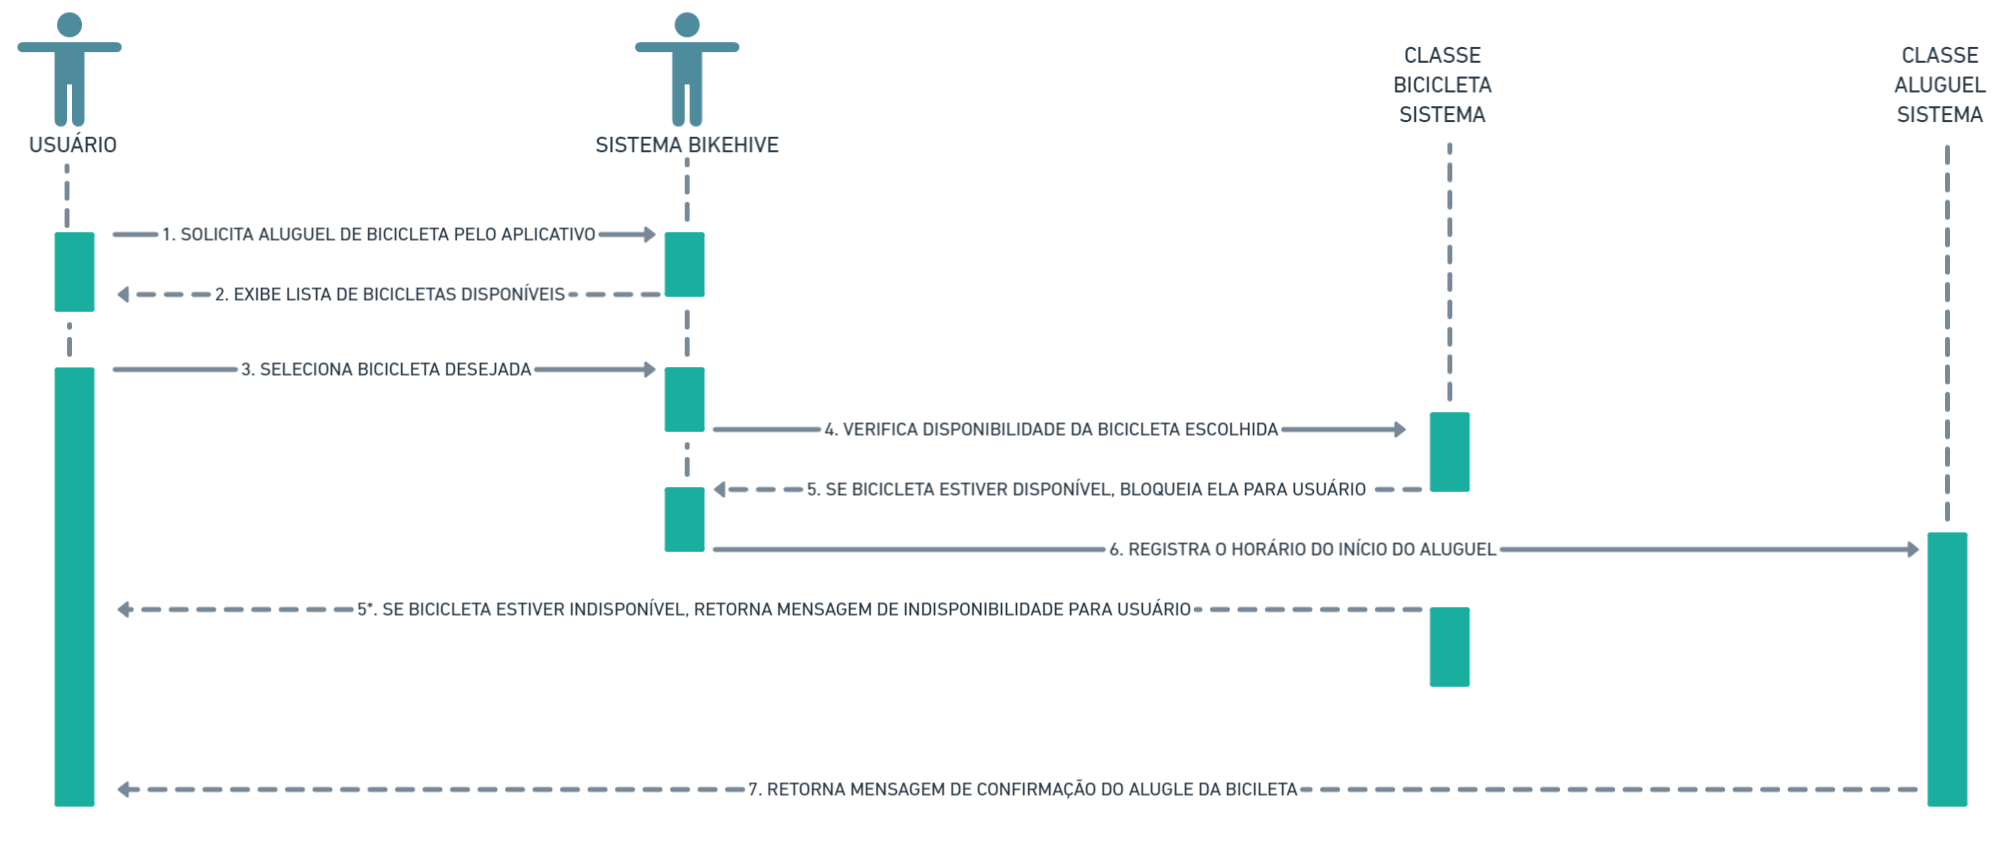 USUÁRIO
SISTEMA BIKEHIVE
CLASSE
BICICLETA
SISTEMA
CLASSE
ALUGUEL
SISTEMA
1. SOLICITA ALUGUEL DE BICICLETA PELO APLICATIVO
2. EXIBE LISTA DE BICICLETAS DISPONÍVEIS
3. SELECIONA BICICLETA DESEJADA
4. VERIFICA DISPONIBILIDADE DA BICICLETA ESCOLHIDA
5. SE BICICLETA ESTIVER DISPONÍVEL, BLOQUEIA ELA PARA USUÁRIO
6. REGISTRA O HORÁRIO DO INÍCIO DO ALUGUEL
5*. SE BICICLETA ESTIVER INDISPONÍVEL, RETORNA MENSAGEM DE INDISPONIBILIDADE PARA USUÁRIO
7. RETORNA MENSAGEM DE CONFIRMAÇÃO DO ALUGLE DA BICILETA